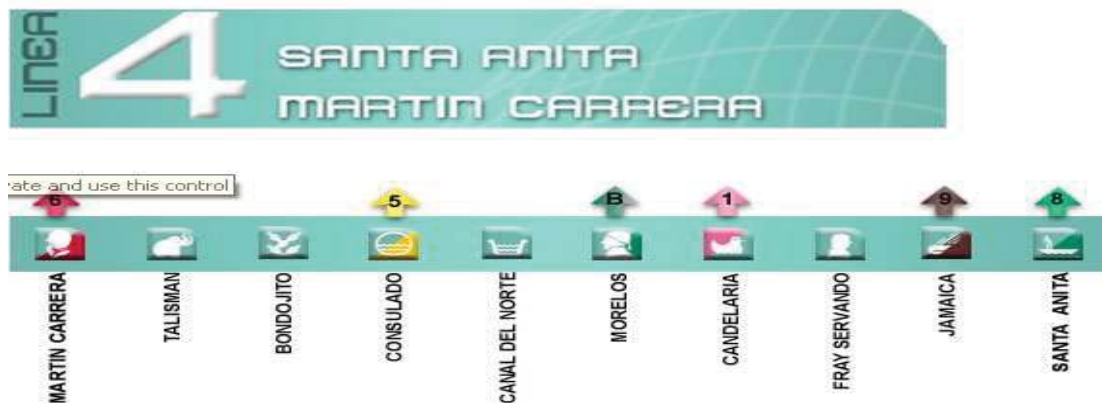 LINEA
4
SANTA ANITA
MARTIN CARRERA
ate and use this control
6
5
B
1
9
8
MARTIN CARRERA
TALISMAN
BONDOJITO
CONSULADO
CANAL DEL NORTE
MORELOS
CANDELARIA
FRAY SERVANDO
JAMAICA
SANTA ANITA